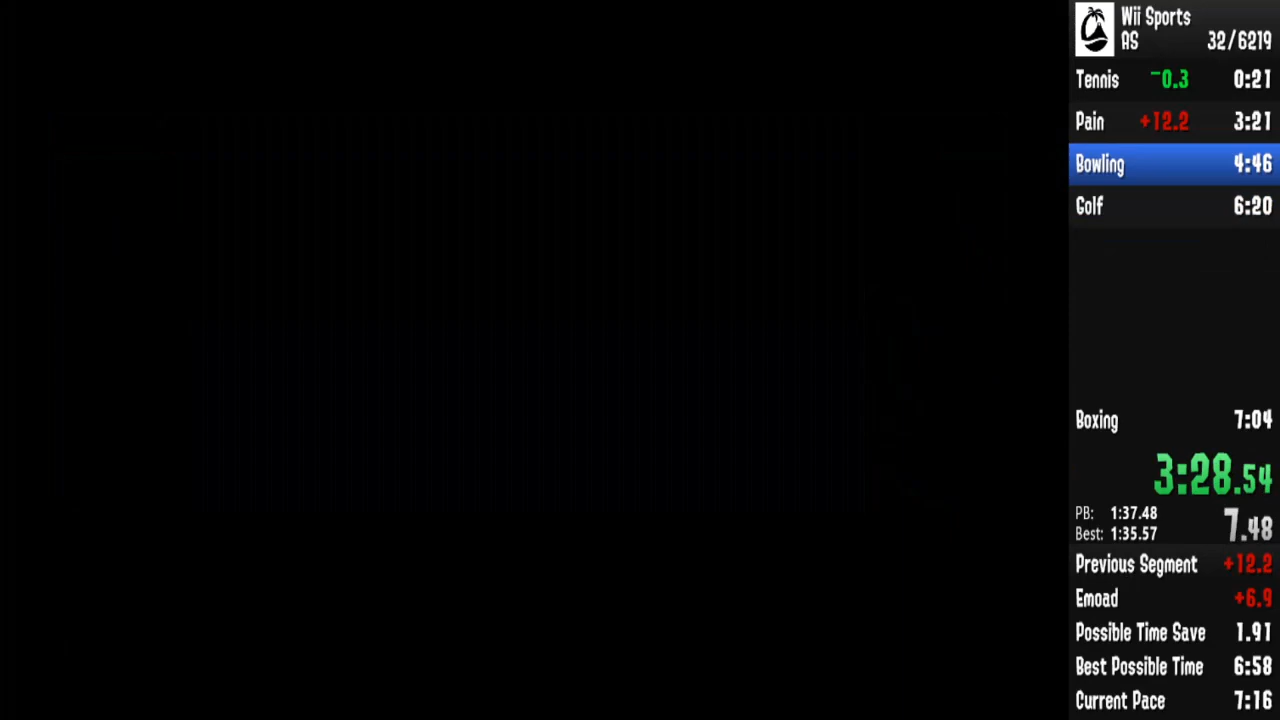 Wii Sports
AS 32/6219
Tennis -0.3 0:21
Pain +12.2 3:21
Bowling 4:46
Golf 6:20
Boxing 7:04
3:28.54
PB: 1:37.48
Best: 1:35.57
7.48
Previous Segment +12.2
Emoad +6.9
Possible Time Save 1.91
Best Possible Time 6:58
Current Pace 7:16